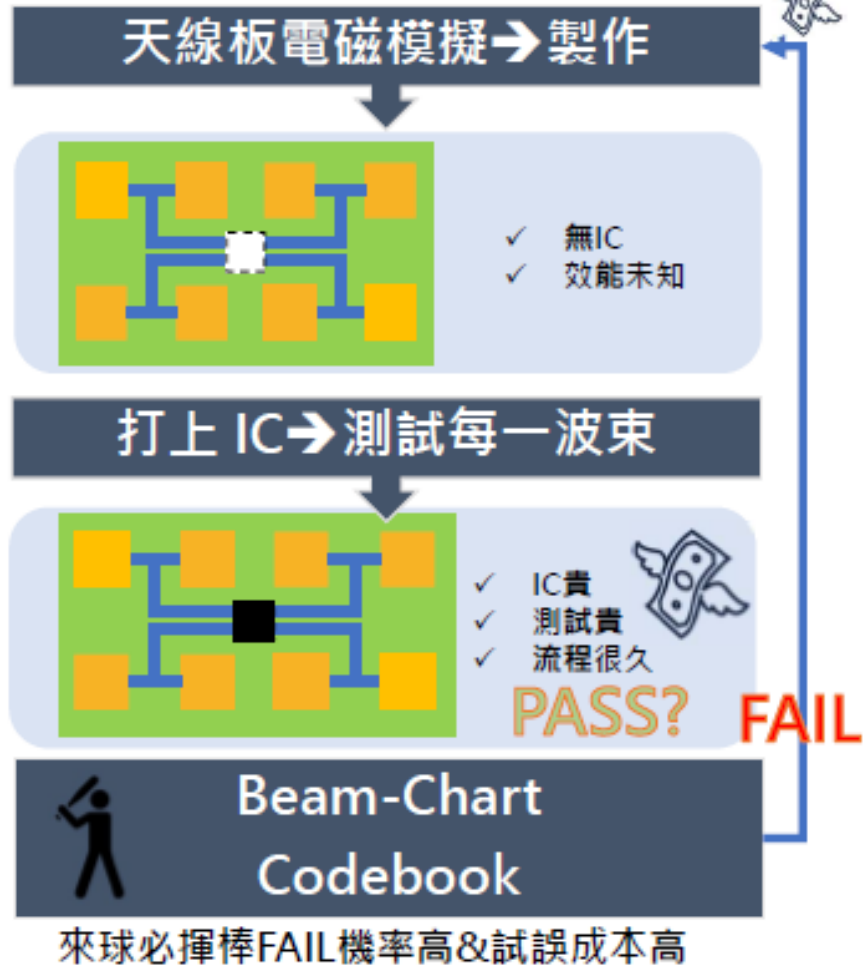 天線板電磁模擬➔製作
✓ 無IC
✓ 效能未知
打上 IC➔測試每一波束
✓ IC貴
✓ 測試貴
✓ 流程很久
PASS?
FAIL
Beam-Chart
Codebook
來球必揮棒FAIL機率高&試誤成本高